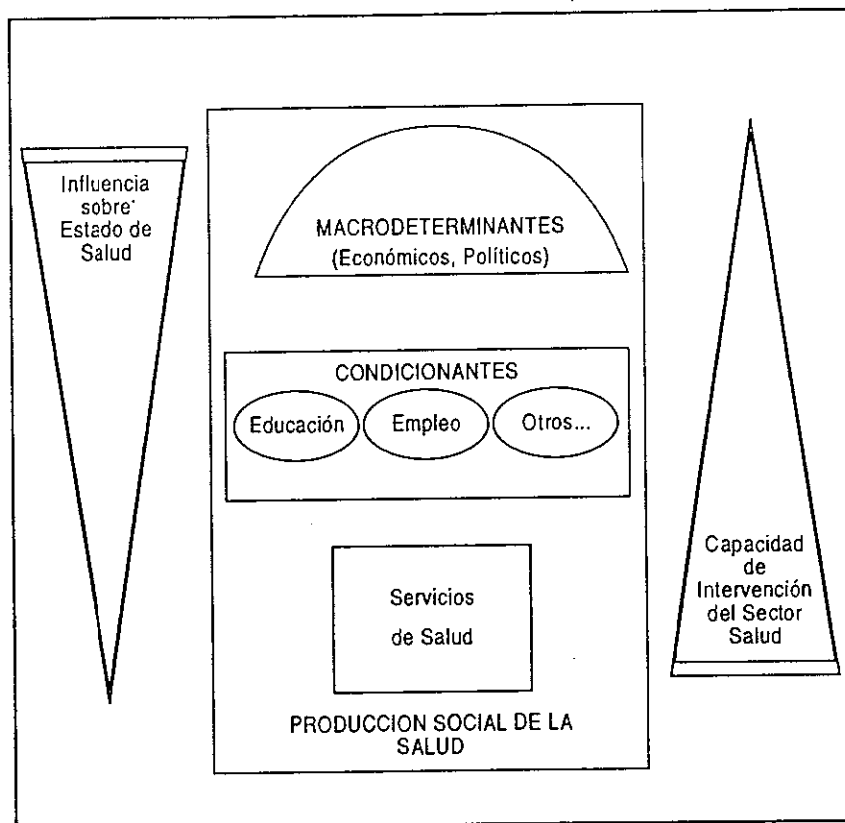 Influencia
sobre
Estado de
Salud
MACRODETERMINANTES
(Económicos, Políticos)
CONDICIONANTES
Educación
Empleo
Otros...
Servicios
de Salud
PRODUCCION SOCIAL DE LA
SALUD
Capacidad
de
Intervención
del Sector
Salud